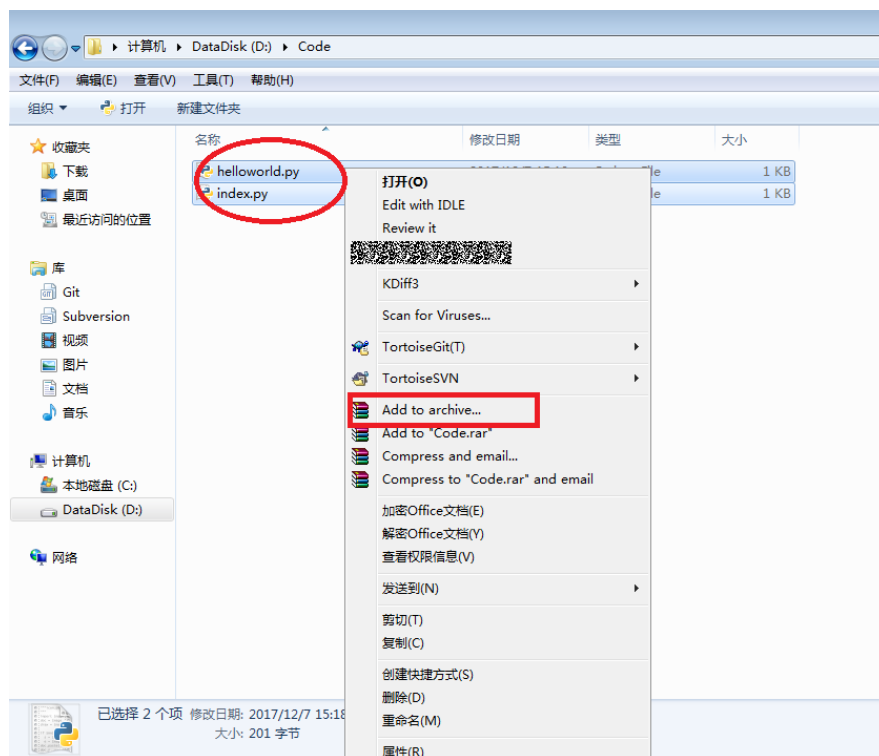 计算机 DataDisk (D:) Code
文件(F) 编辑(E) 查看(V) 工具(T) 帮助(H)
组织 打开 新建文件夹
收藏夹
下载
桌面
最近访问的位置
库
Git
Subversion
视频
图片
文档
音乐
计算机
本地磁盘 (C:)
DataDisk (D:)
网络
名称 修改日期 类型 大小
helloworld.py 1 KB
index.py 1 KB
打开(O)
Edit with IDLE
Review it
KDiff3
Scan for Viruses...
TortoiseGit(T)
TortoiseSVN
Add to archive...
Add to "Code.rar"
Compress and email...
Compress to "Code.rar" and email
加密Office文档(E)
解密Office文档(Y)
查看权限信息(V)
发送到(N)
剪切(T)
复制(C)
创建快捷方式(S)
删除(D)
重命名(M)
属性(R)
已选择 2 个项 修改日期: 2017/12/7 15:18
大小: 201 字节